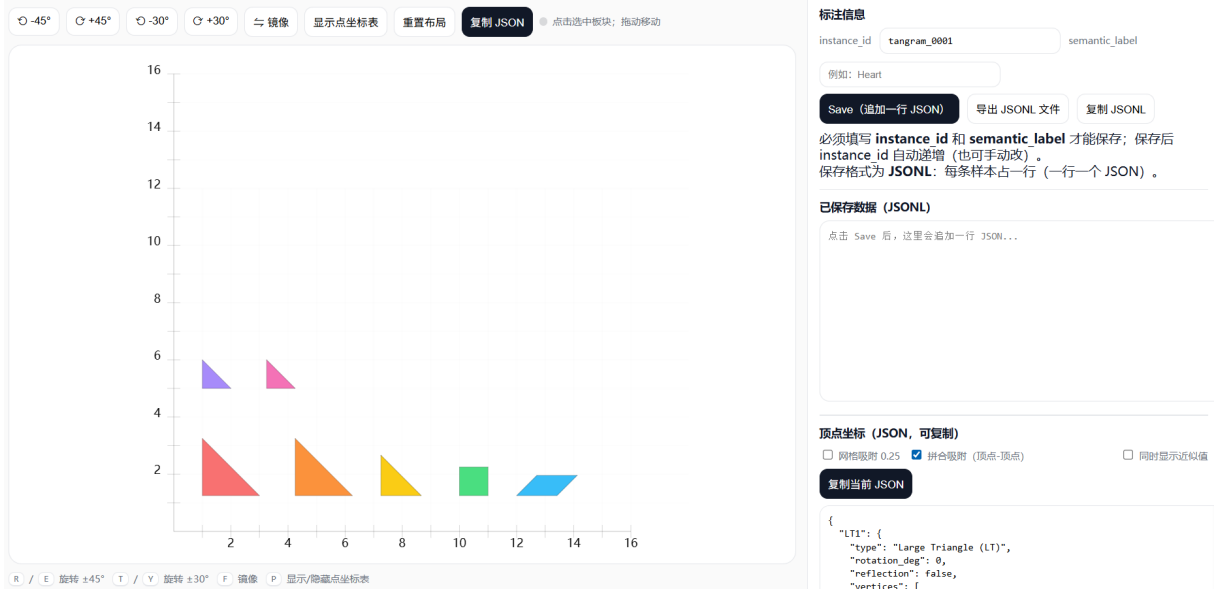 -45° +45° -30° +30° 镜像 显示点坐标表 重置布局 复制 JSON 点击选中板块；拖动移动
16
14
12
10
8
6
4
2
2 4 6 8 10 12 14 16
R / E 旋转 ±45° T / Y 旋转 ±30° F 镜像 P 显示/隐藏点坐标表
标注信息
instance_id tangram_0001 semantic_label
例如：Heart
Save（追加一行 JSON） 导出 JSONL 文件 复制 JSONL
必须填写 instance_id 和 semantic_label 才能保存；保存后
instance_id 自动递增（也可手动改）。
保存格式为 JSONL：每条样本占一行（一行一个 JSON）。
已保存数据（JSONL）
点击 Save 后，这里会追加一行 JSON...
顶点坐标（JSON，可复制）
网格吸附 0.25 拼合吸附（顶点-顶点） 同时显示近似值
复制当前 JSON
{
"LT1": {
"type": "Large Triangle (LT)",
"rotation_deg": 0,
"reflection": false,
"vertices": [